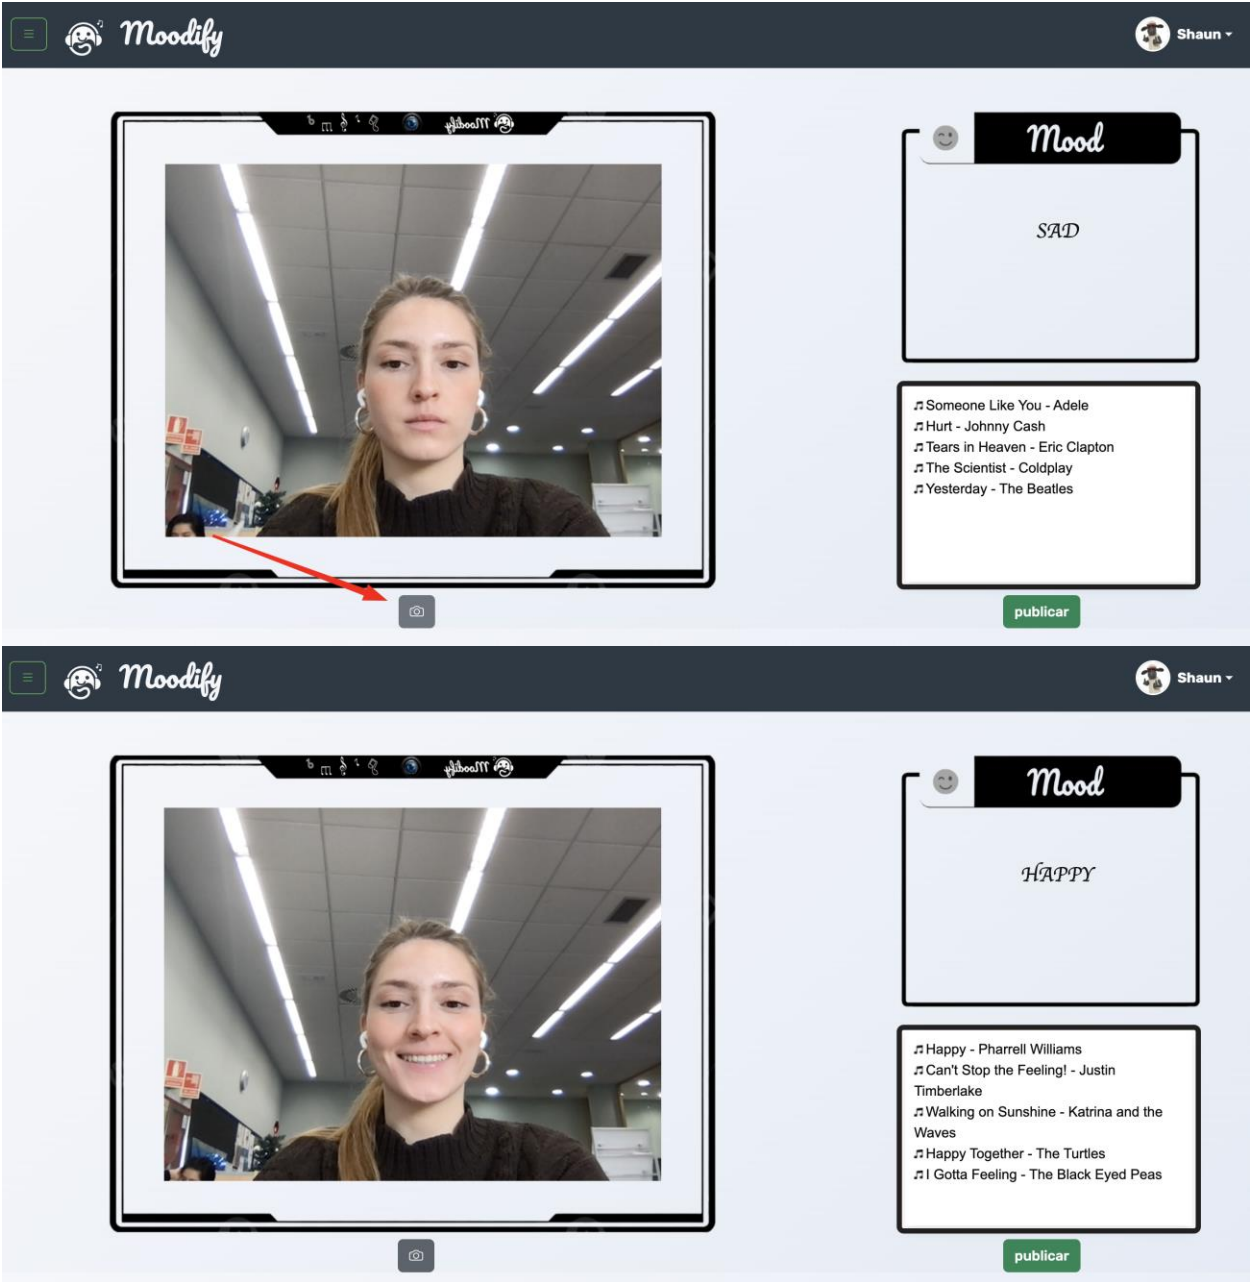 Moodify
Shaun
Moodify
Mood
SAD
Someone Like You - Adele
Hurt - Johnny Cash
Tears in Heaven - Eric Clapton
The Scientist - Coldplay
Yesterday - The Beatles
publicar
Moodify
Shaun
Moodify
Mood
HAPPY
Happy - Pharrell Williams
Can't Stop the Feeling! - Justin
Timberlake
Walking on Sunshine - Katrina and the
Waves
Happy Together - The Turtles
I Gotta Feeling - The Black Eyed Peas
publicar